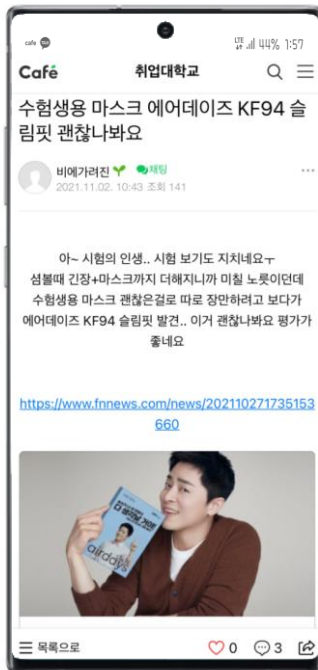 cafe
LTE 44% 1:57
Café 취업대학교
수험생용 마스크 에어데이즈 KF94 슬
림핏 괜찮나봐요
비에가려진 채팅
2021.11.02. 10:43 조회 141
아~ 시험의 인생.. 시험 보기도 지치네요ㅜ
셤볼때 긴장+마스크까지 더해지니까 미칠 노릇이던데
수험생용 마스크 괜찮은걸로 따로 장만하려고 보다가
에어데이즈 KF94 슬림핏 발견.. 이거 괜찮나봐요 평가가
좋네요
https://www.fnnews.com/news/202110271735153
660
airdays
목록으로 0 3